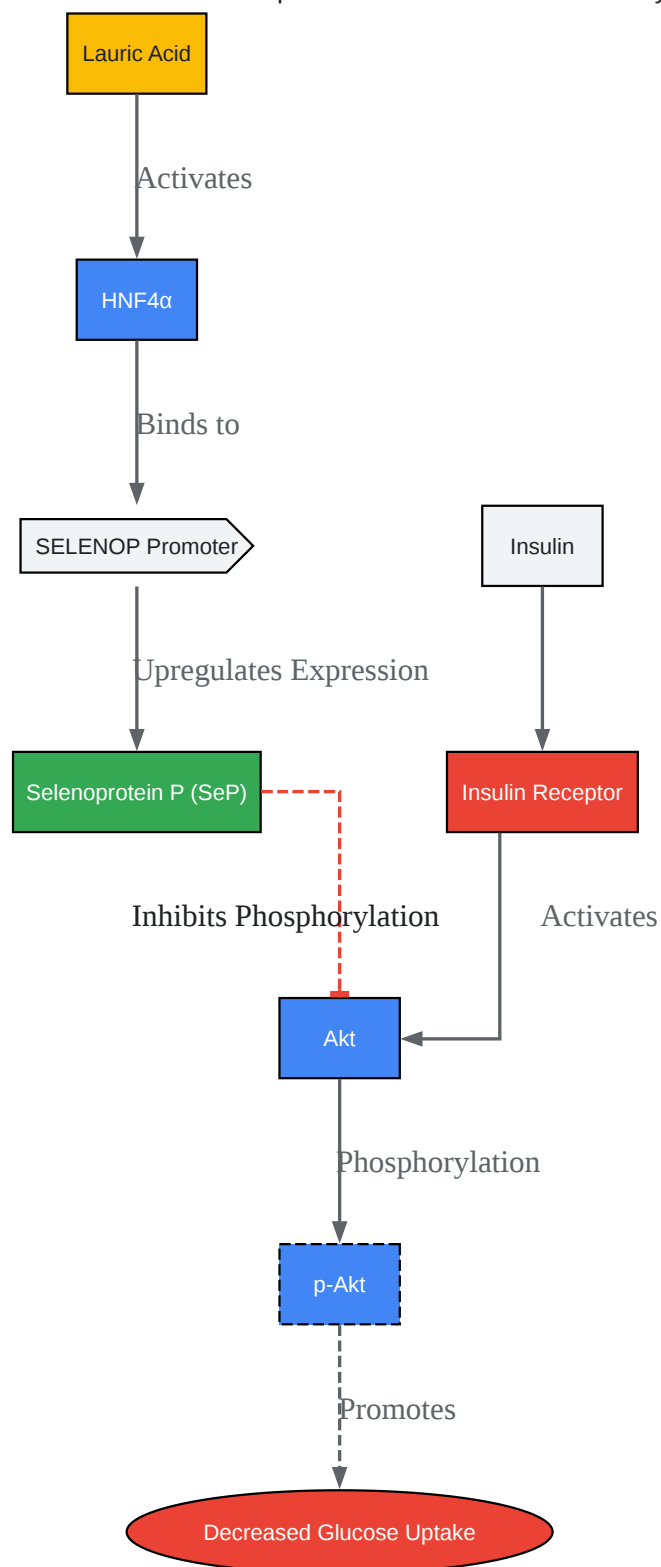 Lauric Acid
Activates
HNF4α
Binds to
SELENOP Promoter
Insulin
Upregulates Expression
Selenoprotein P (SeP)
Insulin Receptor
Inhibits Phosphorylation
Activates
Akt
Phosphorylation
p-Akt
Promotes
Decreased Glucose Uptake